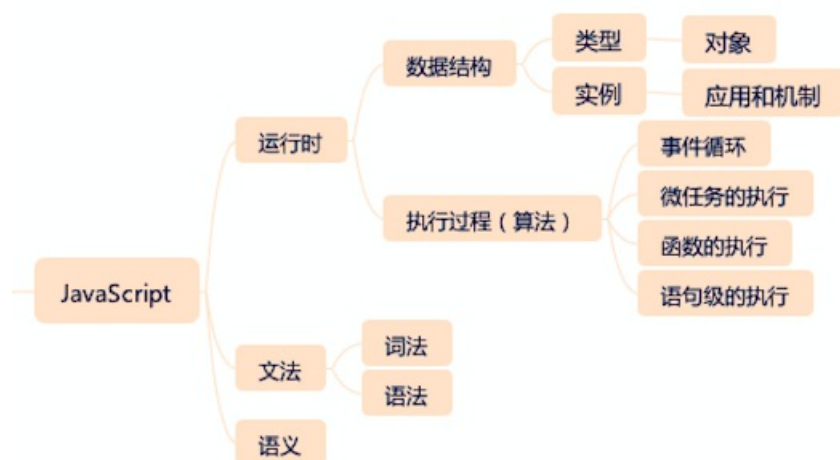 JavaScript
运行时
数据结构
类型
对象
实例
应用和机制
执行过程（算法）
事件循环
微任务的执行
函数的执行
语句级的执行
文法
词法
语法
语义